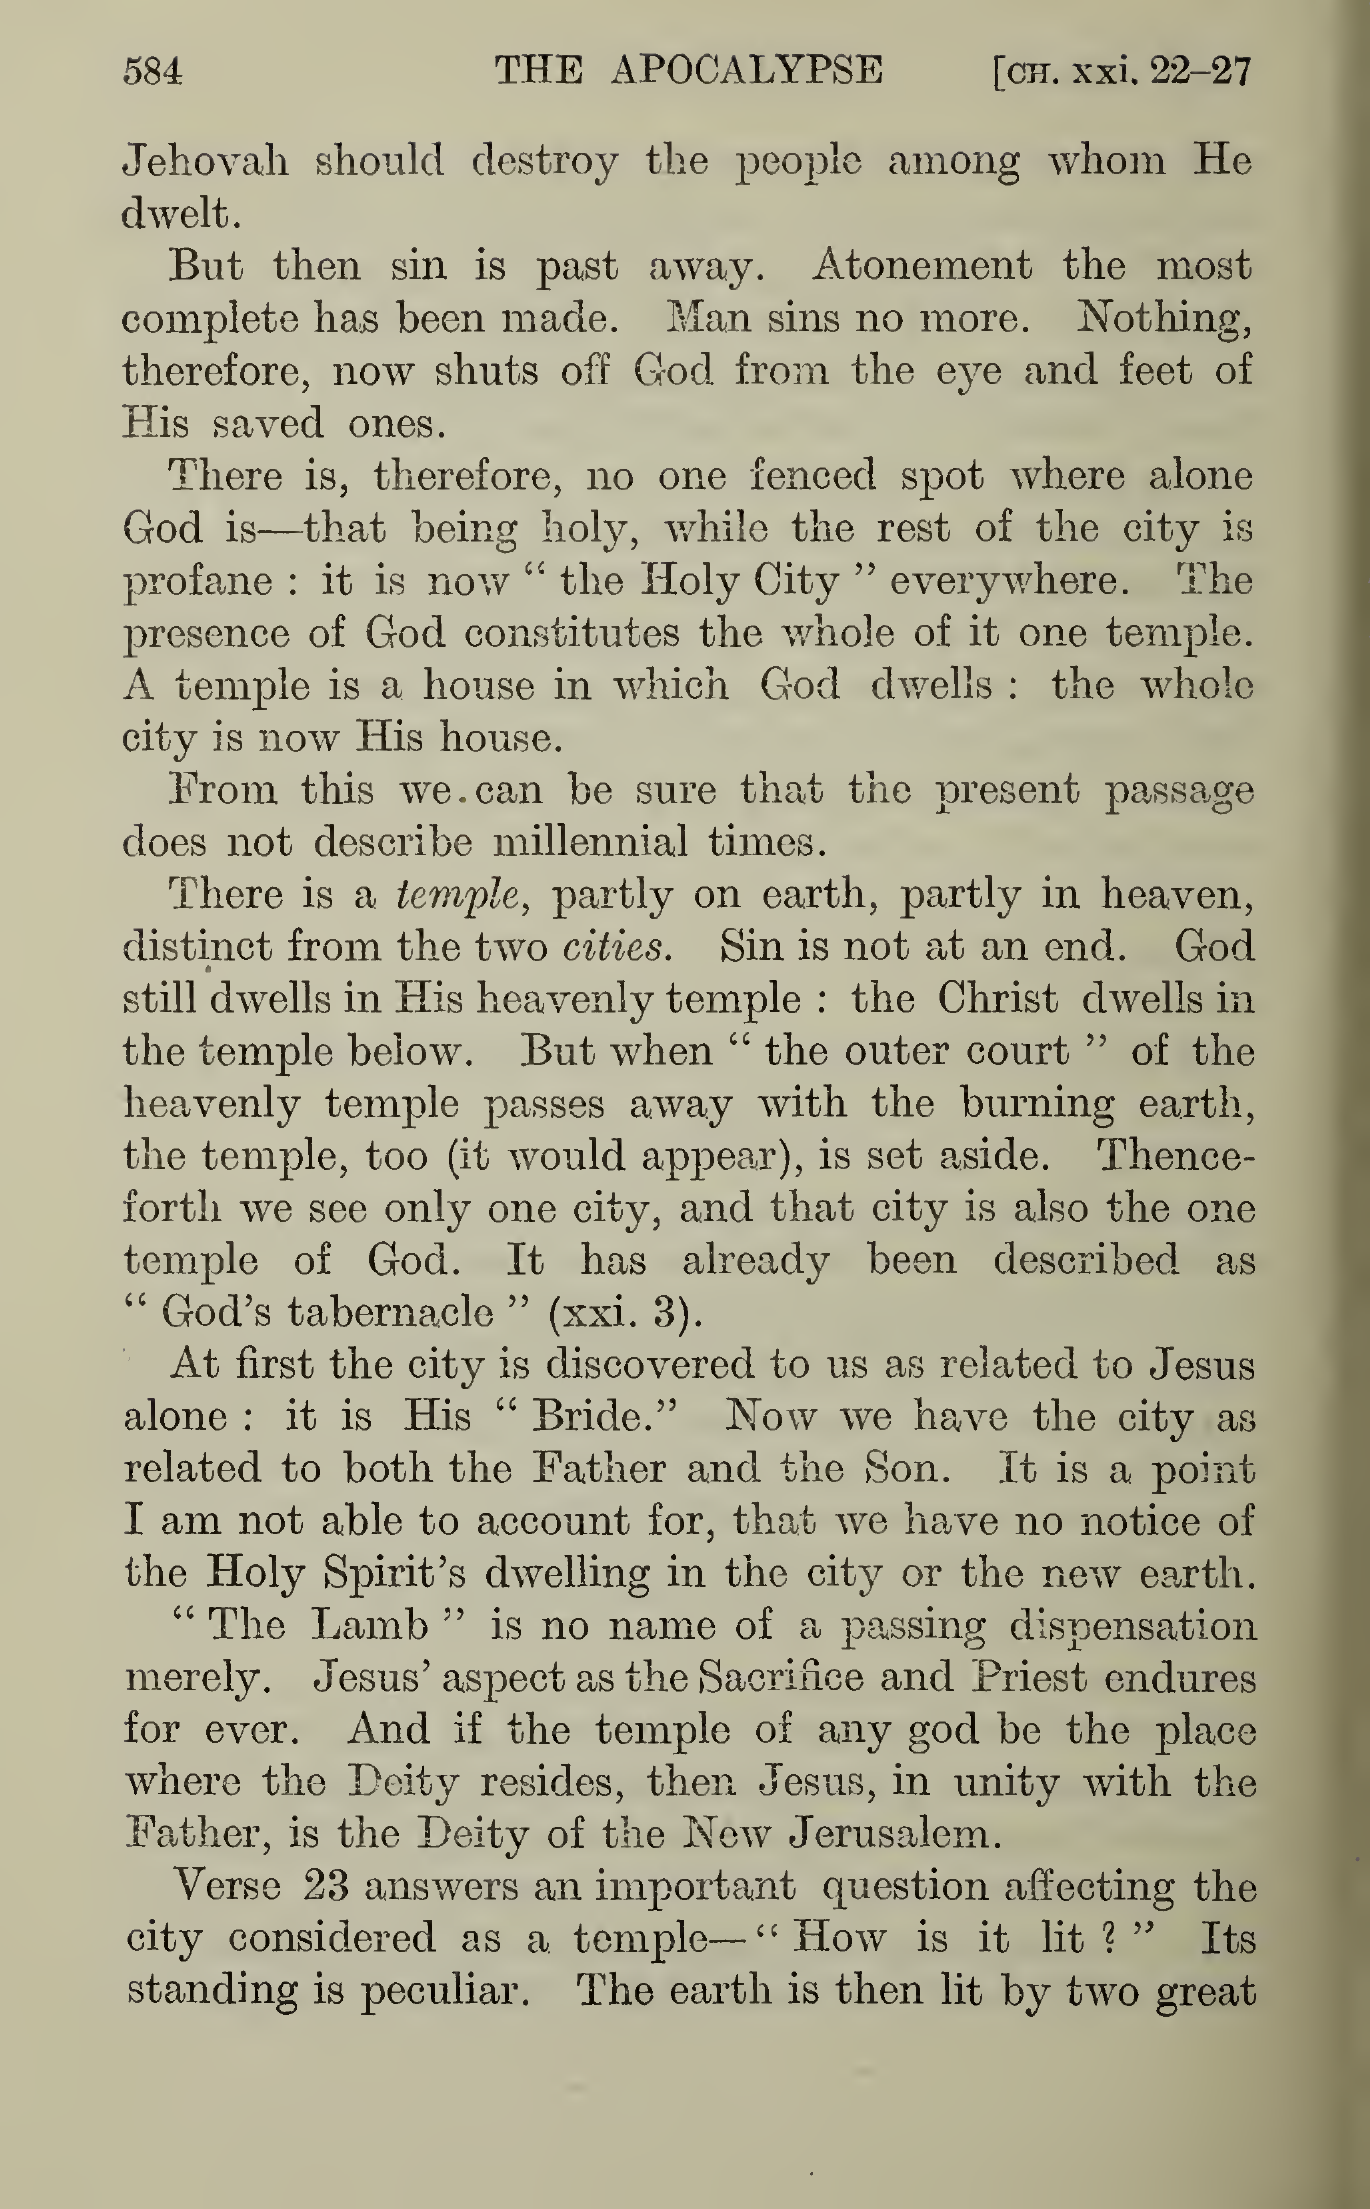 584 THE APOCALYPSE [CH. xxi. 22–27
Jehovah should destroy the people among whom He
dwelt.
But then sin is past away. Atonement the most
complete has been made. Man sins no more. Nothing,
therefore, now shuts off God from the eye and feet of
His saved ones.
There is, therefore, no one fenced spot where alone
God is—that being holy, while the rest of the city is
profane : it is now “ the Holy City ” everywhere. The
presence of God constitutes the whole of it one temple.
A temple is a house in which God dwells : the whole
city is now His house.
From this we can be sure that the present passage
does not describe millennial times.
There is a temple, partly on earth, partly in heaven,
distinct from the two cities. Sin is not at an end. God
still dwells in His heavenly temple : the Christ dwells in
the temple below. But when “ the outer court ” of the
heavenly temple passes away with the burning earth,
the temple, too (it would appear), is set aside. Thence-
forth we see only one city, and that city is also the one
temple of God. It has already been described as
“ God's tabernacle ” (xxi. 3).
At first the city is discovered to us as related to Jesus
alone : it is His “ Bride.” Now we have the city as
related to both the Father and the Son. It is a point
I am not able to account for, that we have no notice of
the Holy Spirit's dwelling in the city or the new earth.
“ The Lamb ” is no name of a passing dispensation
merely. Jesus’ aspect as the Sacrifice and Priest endures
for ever. And if the temple of any god be the place
where the Deity resides, then Jesus, in unity with the
Father, is the Deity of the New Jerusalem.
Verse 23 answers an important question affecting the
city considered as a temple—“ How is it lit ? ” Its
standing is peculiar. The earth is then lit by two great